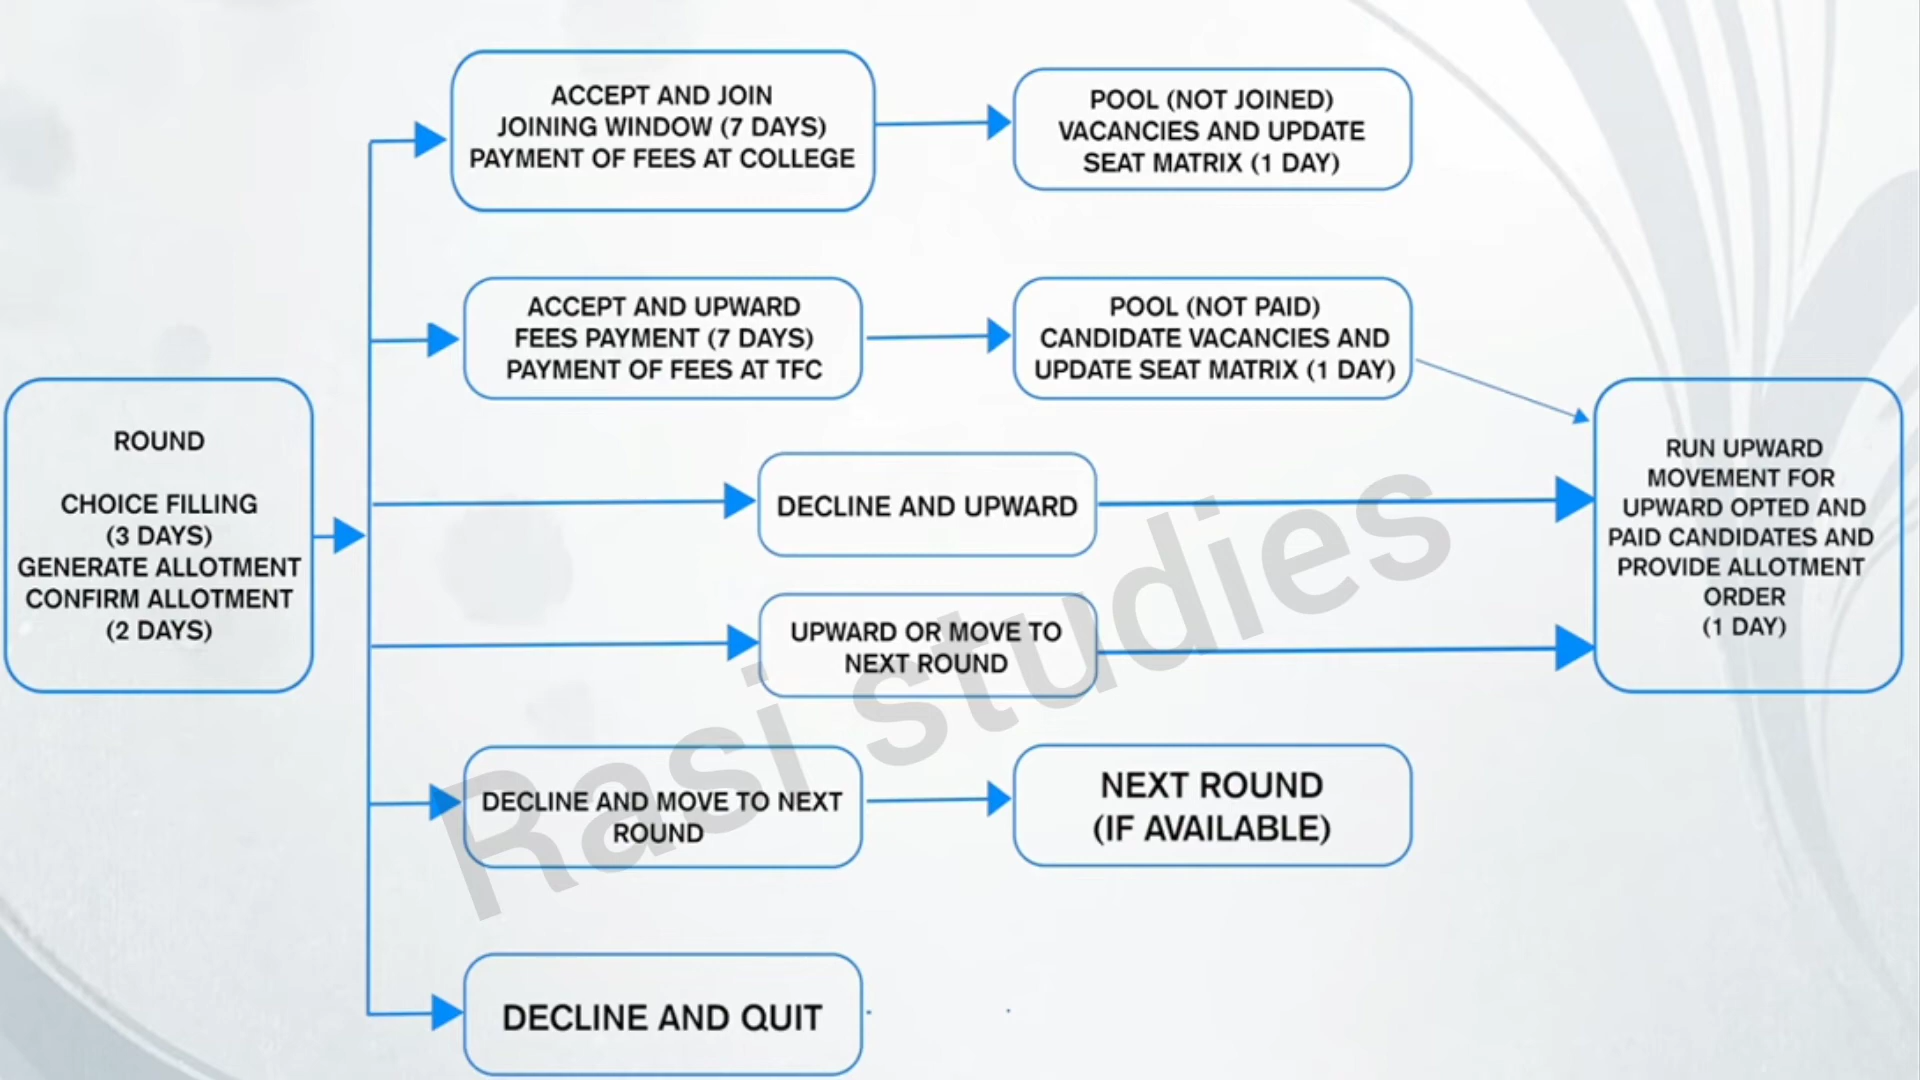 ROUND
CHOICE FILLING
(3 DAYS)
GENERATE ALLOTMENT
CONFIRM ALLOTMENT
(2 DAYS)
ACCEPT AND JOIN
JOINING WINDOW (7 DAYS)
PAYMENT OF FEES AT COLLEGE
POOL (NOT JOINED)
VACANCIES AND UPDATE
SEAT MATRIX (1 DAY)
ACCEPT AND UPWARD
FEES PAYMENT (7 DAYS)
PAYMENT OF FEES AT TFC
POOL (NOT PAID)
CANDIDATE VACANCIES AND
UPDATE SEAT MATRIX (1 DAY)
DECLINE AND UPWARD
UPWARD OR MOVE TO
NEXT ROUND
RUN UPWARD
MOVEMENT FOR
UPWARD OPTED AND
PAID CANDIDATES AND
PROVIDE ALLOTMENT
ORDER
(1 DAY)
DECLINE AND MOVE TO NEXT
ROUND
NEXT ROUND
(IF AVAILABLE)
DECLINE AND QUIT
Rasi studies